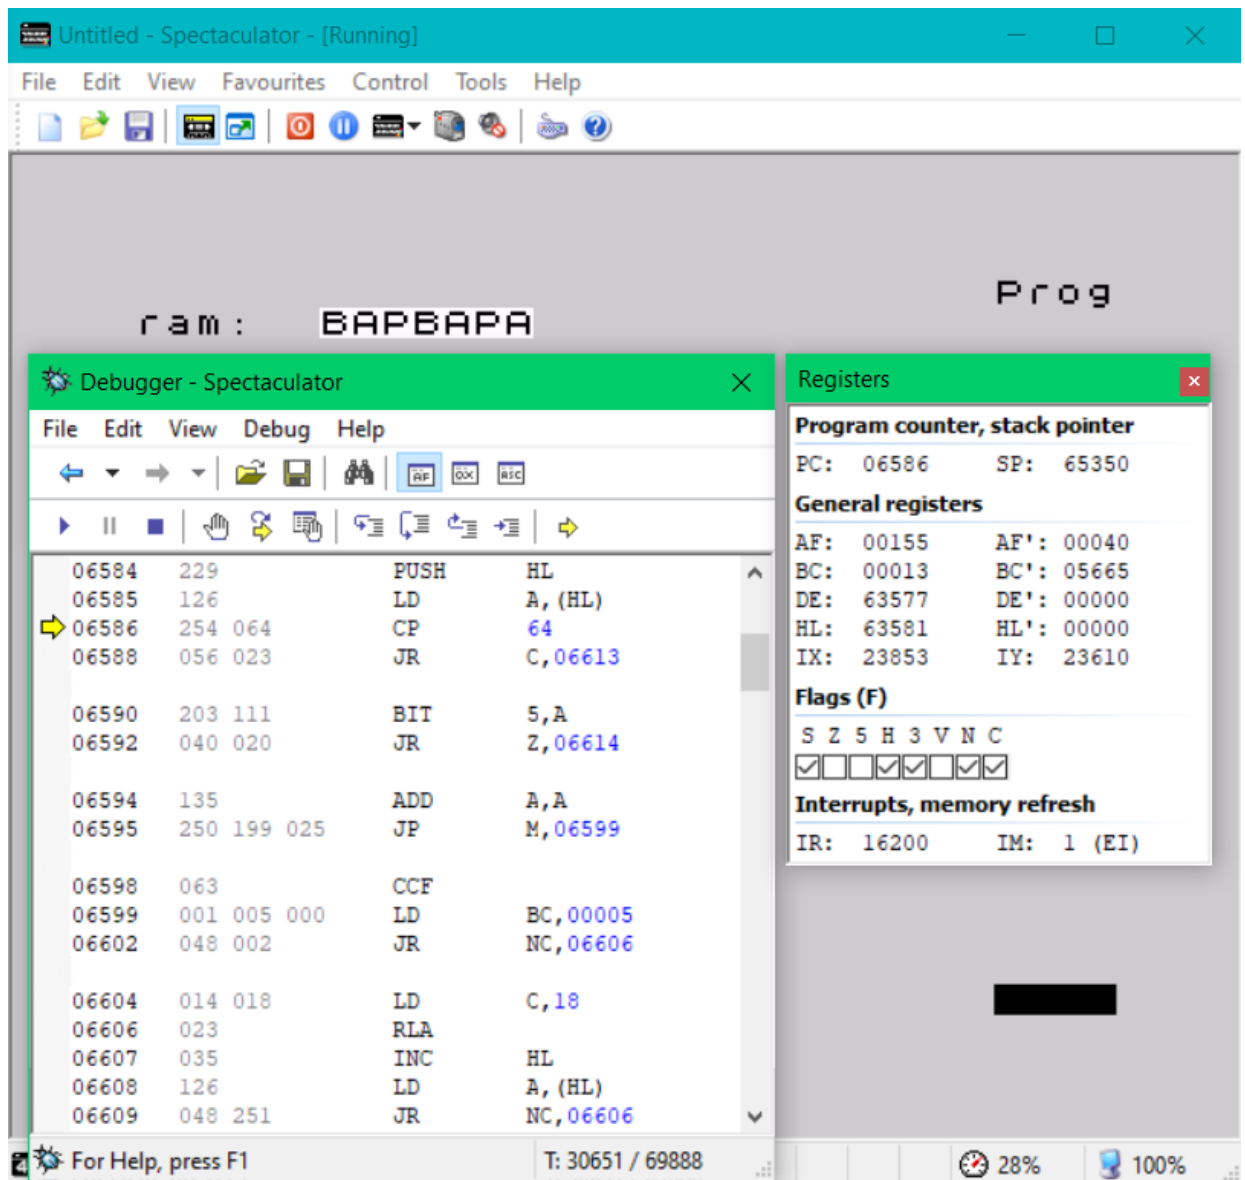 Untitled - Spectaculator - [Running]
File Edit View Favourites Control Tools Help
Prog
ram: BAPBAPA
Debugger - Spectaculator
File Edit View Debug Help
AF 0X ASC
06584 229 PUSH HL
06585 126 LD A,(HL)
06586 254 064 CP 64
06588 056 023 JR C,06613
06590 203 111 BIT 5,A
06592 040 020 JR Z,06614
06594 135 ADD A,A
06595 250 199 025 JP M,06599
06598 063 CCF
06599 001 005 000 LD BC,00005
06602 048 002 JR NC,06606
06604 014 018 LD C,18
06606 023 RLA
06607 035 INC HL
06608 126 LD A,(HL)
06609 048 251 JR NC,06606
For Help, press F1 T: 30651 / 69888
Registers
Program counter, stack pointer
PC: 06586 SP: 65350
General registers
AF: 00155 AF': 00040
BC: 00013 BC': 05665
DE: 63577 DE': 00000
HL: 63581 HL': 00000
IX: 23853 IY: 23610
Flags (F)
S Z 5 H 3 V N C
Interrupts, memory refresh
IR: 16200 IM: 1 (EI)
28% 100%